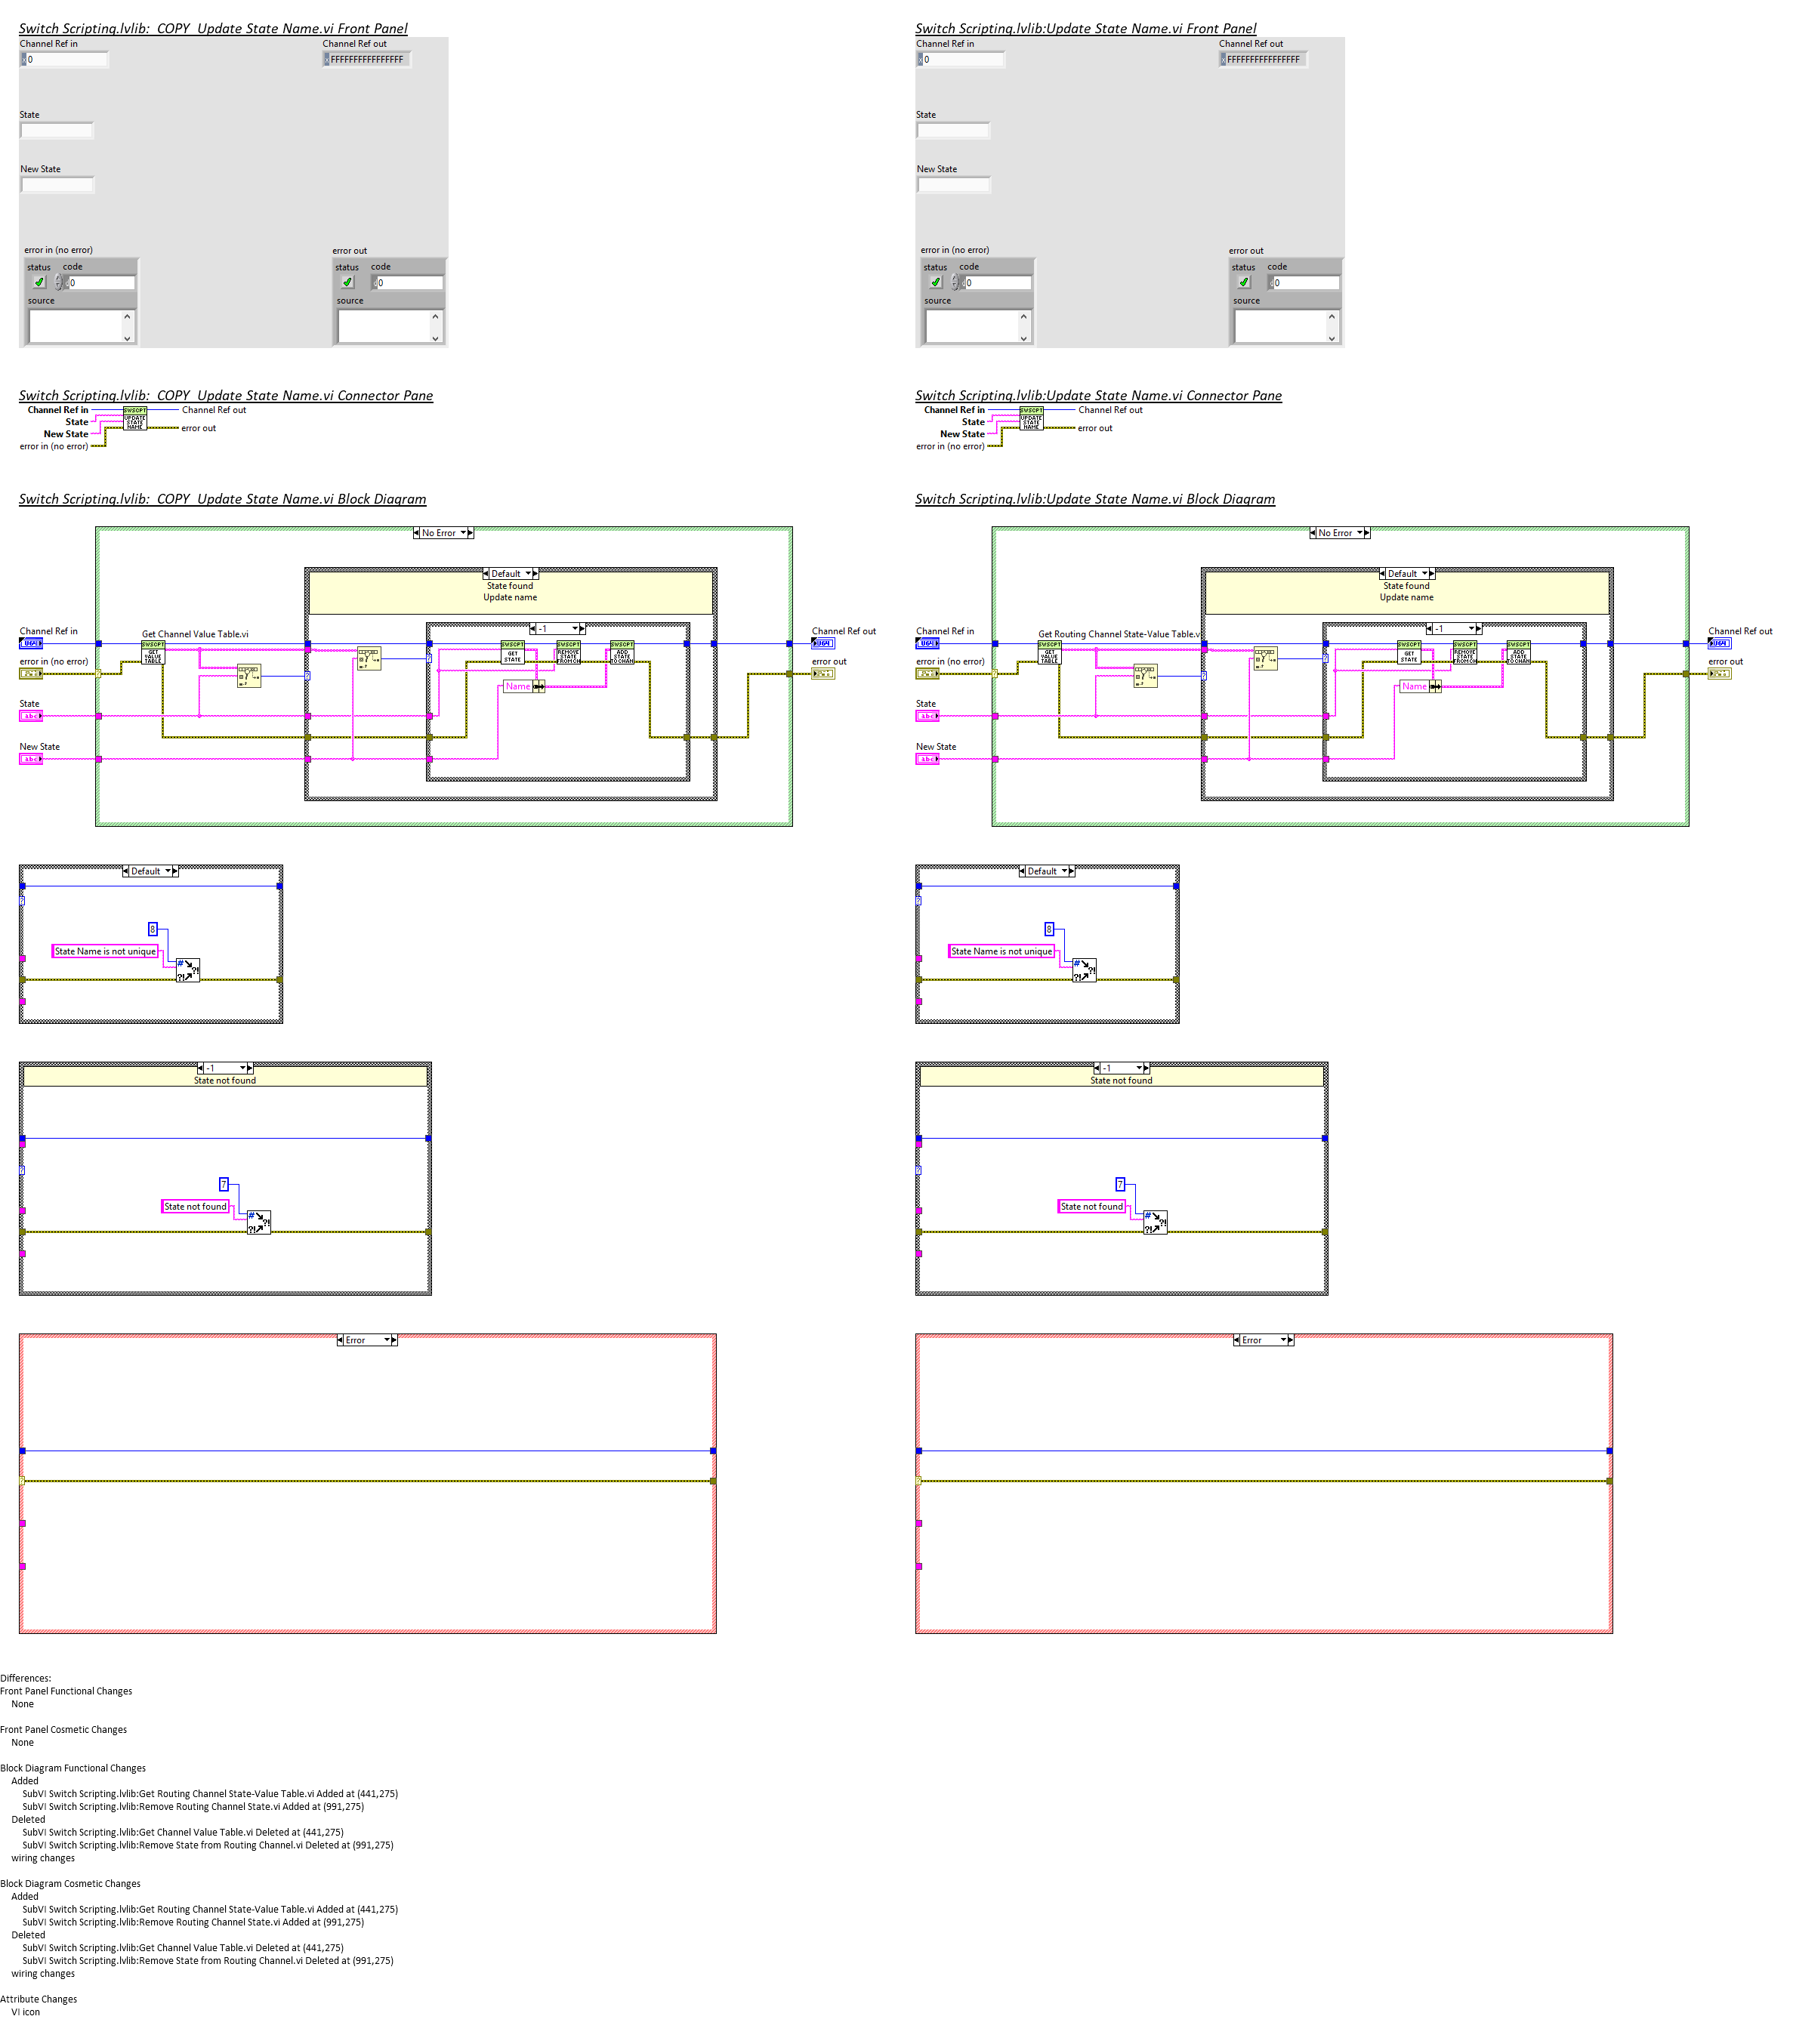 Switch Scripting.lvlib:  COPY  Update State Name.vi Front Panel
Channel Ref in
Channel Ref out
0
FFFFFFFFFFFFFFFF
State
New State
error in (no error)
error out
status code
status code
0
0
source
source
Switch Scripting.lvlib:  COPY  Update State Name.vi Connector Pane
Channel Ref in
SWSCPT
Channel Ref out
State
UPDATE
STATE
NAME
error out
New State
error in (no error)
Switch Scripting.lvlib:  COPY  Update State Name.vi Block Diagram
No Error
Default
State found
Update name
Channel Ref in
Get Channel Value Table.vi
-1
Channel Ref out
SWSCPT
GET
VALUE
TABLE
SWSCPT
GET
STATE
SWSCPT
REMOVE
STATE
FROM CH
SWSCPT
ADD
STATE
TO CHAN
error in (no error)
error out
Name
State
abc
New State
abc
Default
8
State Name is not unique
-1
State not found
7
State not found
Error
Switch Scripting.lvlib:Update State Name.vi Front Panel
Channel Ref in
Channel Ref out
0
FFFFFFFFFFFFFFFF
State
New State
error in (no error)
error out
status code
status code
0
0
source
source
Switch Scripting.lvlib:Update State Name.vi Connector Pane
Channel Ref in
SWSCPT
Channel Ref out
State
UPDATE
STATE
NAME
error out
New State
error in (no error)
Switch Scripting.lvlib:Update State Name.vi Block Diagram
No Error
Default
State found
Update name
Channel Ref in
Get Routing Channel State-Value Table.v
-1
Channel Ref out
SWSCPT
GET
VALUE
TABLE
SWSCPT
GET
STATE
SWSCPT
REMOVE
STATE
FROM CH
SWSCPT
ADD
STATE
TO CHAN
error in (no error)
error out
Name
State
abc
New State
abc
Default
8
State Name is not unique
-1
State not found
7
State not found
Error
Differences:
Front Panel Functional Changes
None
Front Panel Cosmetic Changes
None
Block Diagram Functional Changes
Added
SubVI Switch Scripting.lvlib:Get Routing Channel State-Value Table.vi Added at (441,275)
SubVI Switch Scripting.lvlib:Remove Routing Channel State.vi Added at (991,275)
Deleted
SubVI Switch Scripting.lvlib:Get Channel Value Table.vi Deleted at (441,275)
SubVI Switch Scripting.lvlib:Remove State from Routing Channel.vi Deleted at (991,275)
wiring changes
Block Diagram Cosmetic Changes
Added
SubVI Switch Scripting.lvlib:Get Routing Channel State-Value Table.vi Added at (441,275)
SubVI Switch Scripting.lvlib:Remove Routing Channel State.vi Added at (991,275)
Deleted
SubVI Switch Scripting.lvlib:Get Channel Value Table.vi Deleted at (441,275)
SubVI Switch Scripting.lvlib:Remove State from Routing Channel.vi Deleted at (991,275)
wiring changes
Attribute Changes
VI icon